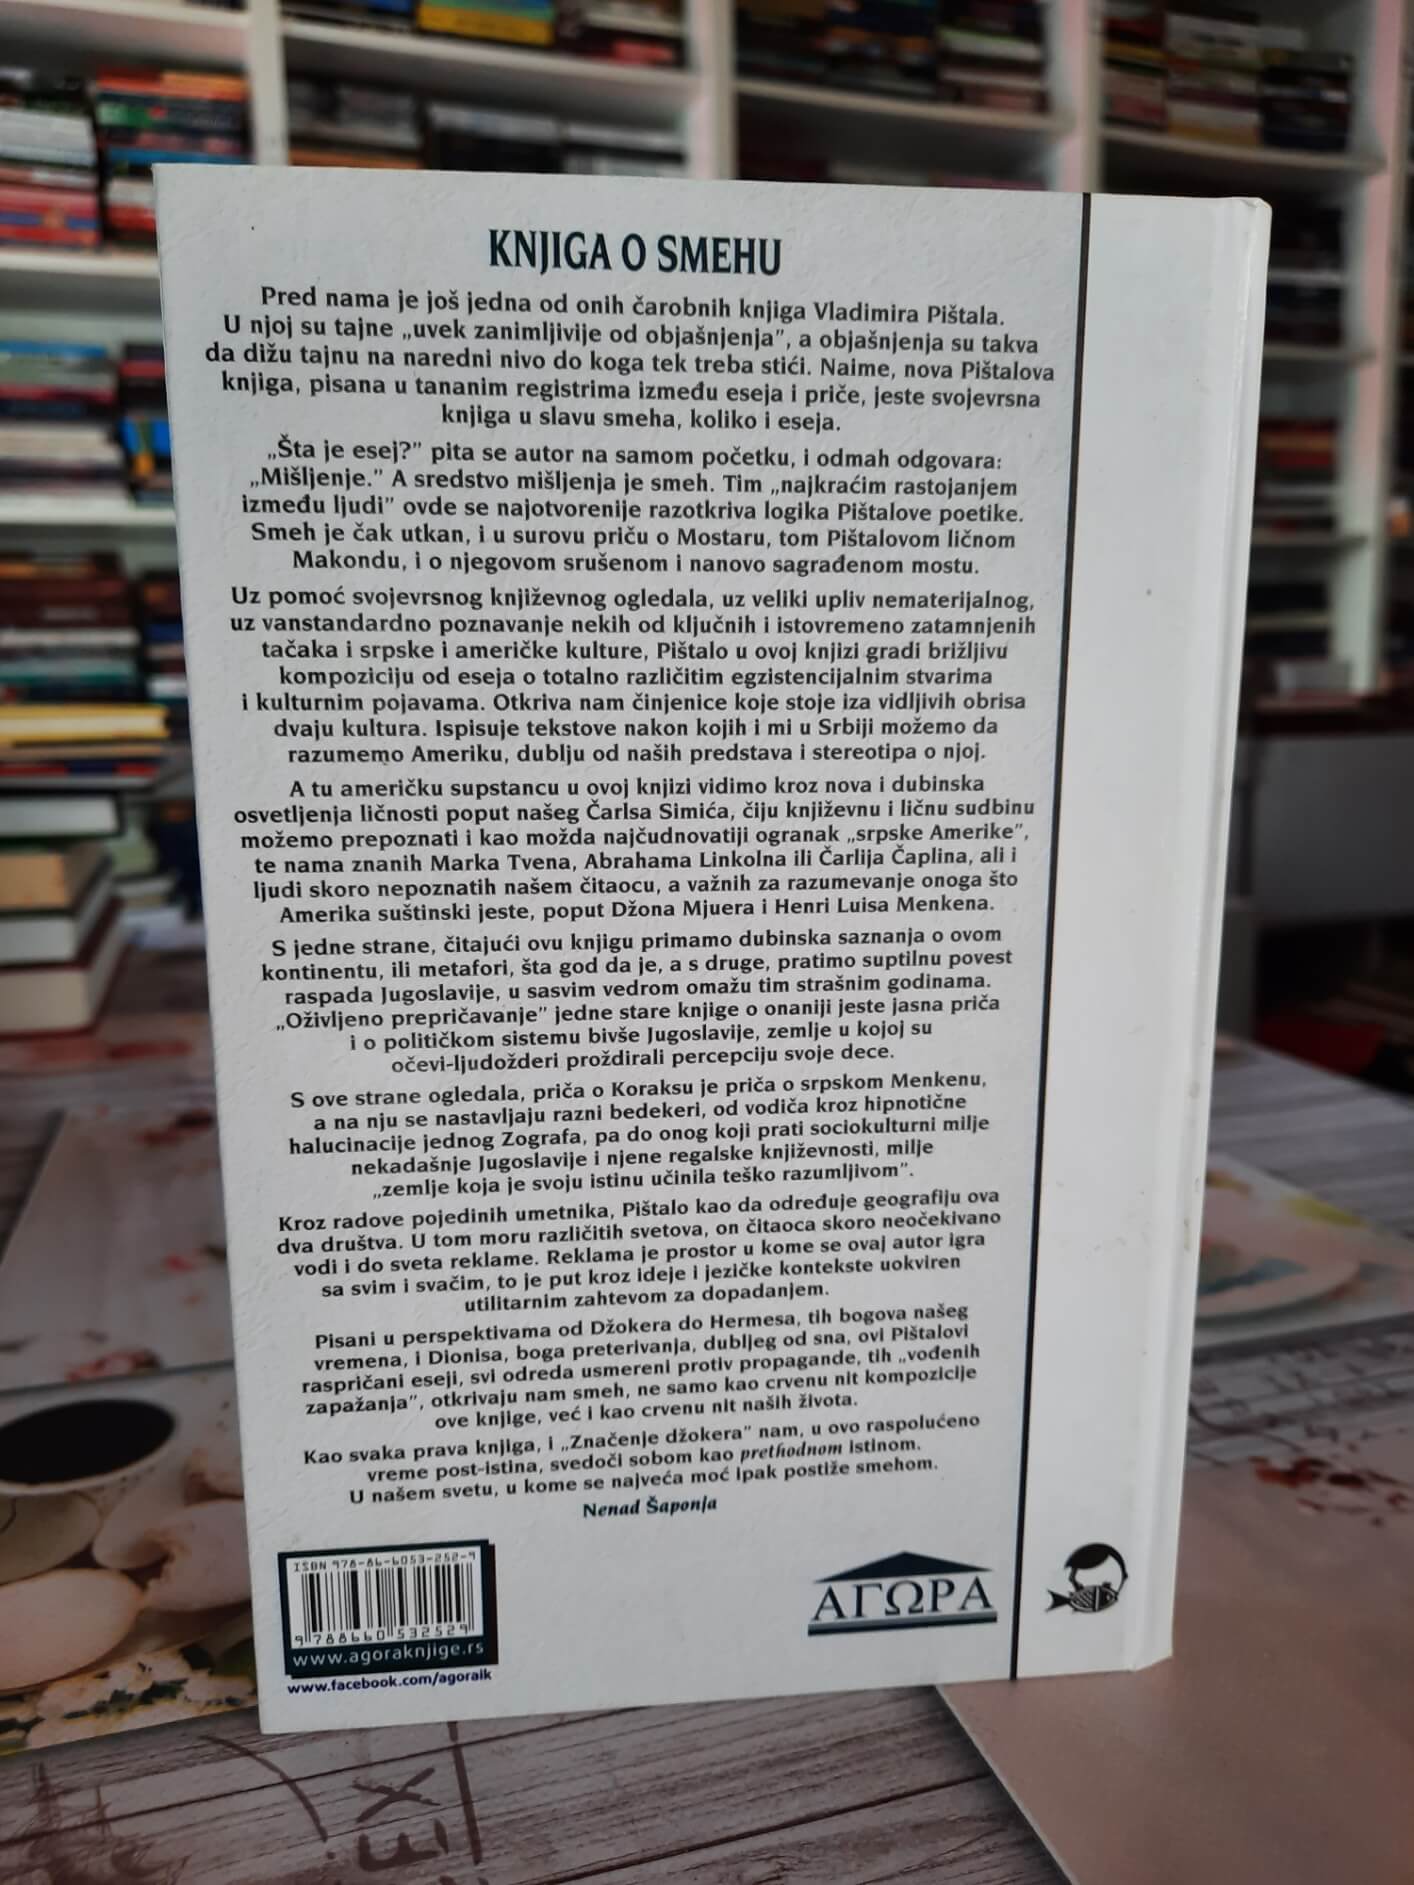 KNJIGA O SMEHU
Pred nama je još jedna od onih čarobnih knjiga Vladimira Pištala.
U njoj su tajne „uvek zanimljivije od objašnjenja”, a objašnjenja su takva
da dižu tajnu na naredni nivo do koga tek treba stići. Naime, nova Pištalova
knjiga, pisana u tananim registrima između eseja i priče, jeste svojevrsna
knjiga u slavu smeha, koliko i eseja.
„Šta je esej?” pita se autor na samom početku, i odmah odgovara:
„Mišljenje.” A sredstvo mišljenja je smeh. Tim „najkraćim rastojanjem
između ljudi” ovde se najotvorenije razotkriva logika Pištalove poetike.
Smeh je čak utkan, i u surovu priču o Mostaru, tom Pištalovom ličnom
Makondu, i o njegovom srušenom i nanovo sagrađenom mostu.
Uz pomoć svojevrsnog književnog ogledala, uz veliki upliv nematerijalnog,
uz vanstandardno poznavanje nekih od ključnih i istovremeno zatamnjenih
tačaka i srpske i američke kulture, Pištalo u ovoj knjizi gradi brižljivu
kompoziciju od eseja o totalno različitim egzistencijalnim stvarima
i kulturnim pojavama. Otkriva nam činjenice koje stoje iza vidljivih obrisa
dvaju kultura. Ispisuje tekstove nakon kojih i mi u Srbiji možemo da
razumemo Ameriku, dublju od naših predstava i stereotipa o njoj.
A tu američku supstancu u ovoj knjizi vidimo kroz nova i dubinska
osvetljenja ličnosti poput našeg Čarlsa Simića, čiju književnu i ličnu sudbinu
možemo prepoznati i kao možda najčudnovatiji ogranak „srpske Amerike”,
te nama znanih Marka Tvena, Abrahama Linkolna ili Čarlija Čaplina, ali i
ljudi skoro nepoznatih našem čitaocu, a važnih za razumevanje onoga što
Amerika suštinski jeste, poput Džona Mjuera i Henri Luisa Menkena.
S jedne strane, čitajući ovu knjigu primamo dubinska saznanja o ovom
kontinentu, ili metafori, šta god da je, a s druge, pratimo suptilnu povest
raspada Jugoslavije, u sasvim vedrom omažu tim strašnim godinama.
„Oživljeno prepričavanje” jedne stare knjige o onaniji jeste jasna priča
i o političkom sistemu bivše Jugoslavije, zemlje u kojoj su
očevi-ljudožderi proždirali percepciju svoje dece.
S ove strane ogledala, priča o Koraksu je priča o srpskom Menkenu,
a na nju se nastavljaju razni bedekeri, od vodiča kroz hipnotične
halucinacije jednog Zografa, pa do onog koji prati sociokulturni milje
nekadašnje Jugoslavije i njene regalske književnosti, milje
„zemlje koja je svoju istinu učinila teško razumljivom”.
Kroz radove pojedinih umetnika, Pištalo kao da određuje geografiju ova
dva društva. U tom moru različitih svetova, on čitaoca skoro neočekivano
vodi i do sveta reklame. Reklama je prostor u kome se ovaj autor igra
sa svim i svačim, to je put kroz ideje i jezičke kontekste uokviren
utilitarnim zahtevom za dopadanjem.
Pisani u perspektivama od Džokera do Hermesa, tih bogova našeg
vremena, i Dionisa, boga preterivanja, dubljeg od sna, ovi Pištalovi
raspričani eseji, svi odreda usmereni protiv propagande, tih „vođenih
zapažanja”, otkrivaju nam smeh, ne samo kao crvenu nit kompozicije
ove knjige, već i kao crvenu nit naših života.
Kao svaka prava knjiga, i „Značenje džokera” nam, u ovo raspolućeno
vreme post-istina, svedoči sobom kao prethodnom istinom.
U našem svetu, u kome se najveća moć ipak postiže smehom.
Nenad Šaponja
ISBN 978-86-6053-252-9
9 788660 532529
www.agoraknjige.rs
www.facebook.com/agoraik
ΑΓΩΡΑ